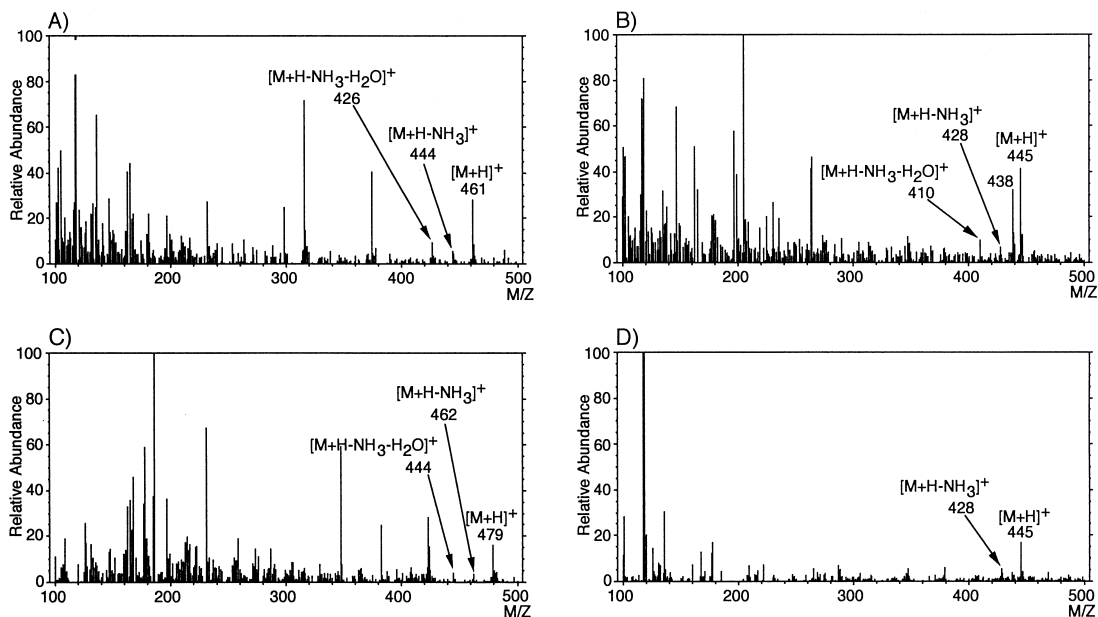 A)
Relative Abundance
100
80
60
40
20
0
[M+H-NH3-H2O]+
426
[M+H-NH3]+
444
[M+H]+
461
100
200
300
400
500
M/Z
B)
Relative Abundance
100
80
60
40
20
0
[M+H-NH3]+
428
[M+H]+
445
[M+H-NH3-H2O]+
410
438
100
200
300
400
500
M/Z
C)
Relative Abundance
100
80
60
40
20
0
[M+H-NH3]+
462
[M+H-NH3-H2O]+
444
[M+H]+
479
100
200
300
400
500
M/Z
D)
Relative Abundance
100
80
60
40
20
0
[M+H-NH3]+
428
[M+H]+
445
100
200
300
400
500
M/Z